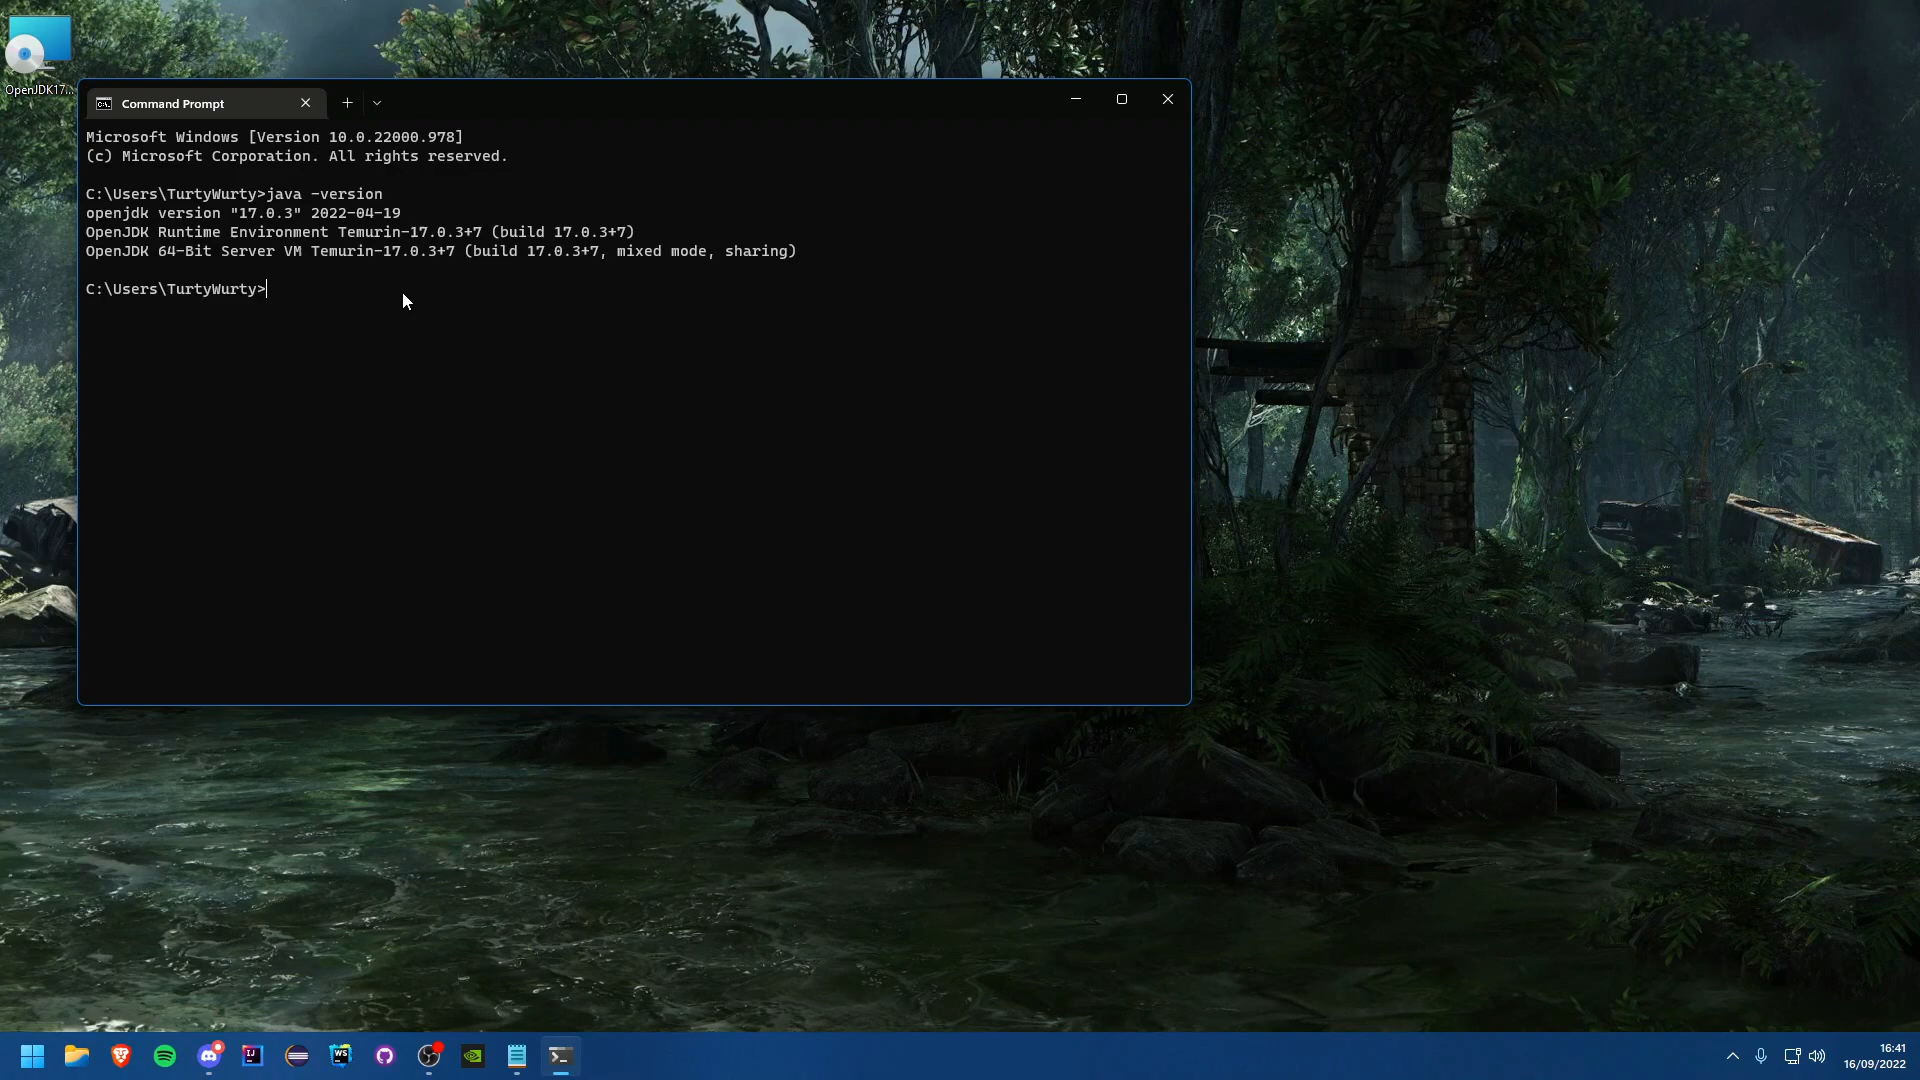 OpenJDK17...
Command Prompt
Microsoft Windows [Version 10.0.22000.978]
(c) Microsoft Corporation. All rights reserved.
C:\Users\TurtyWurty>java -version
openjdk version "17.0.3" 2022-04-19
OpenJDK Runtime Environment Temurin-17.0.3+7 (build 17.0.3+7)
OpenJDK 64-Bit Server VM Temurin-17.0.3+7 (build 17.0.3+7, mixed mode, sharing)
C:\Users\TurtyWurty>
IJ
WS
16:41
16/09/2022